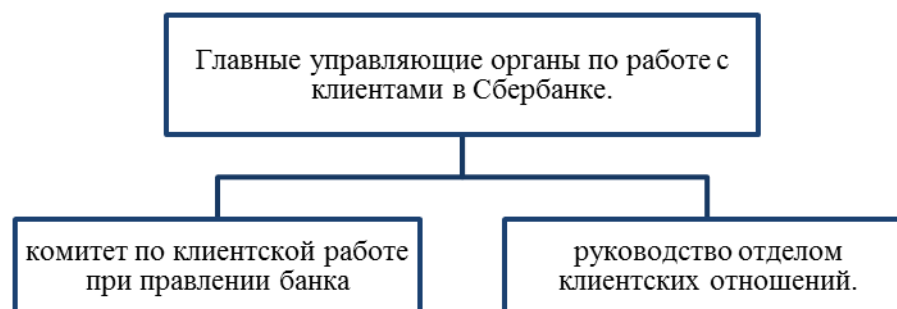 Главные управляющие органы по работе с
клиентами в Сбербанке.
комитет по клиентской работе
при правлении банка
руководство отделом
клиентских отношений.